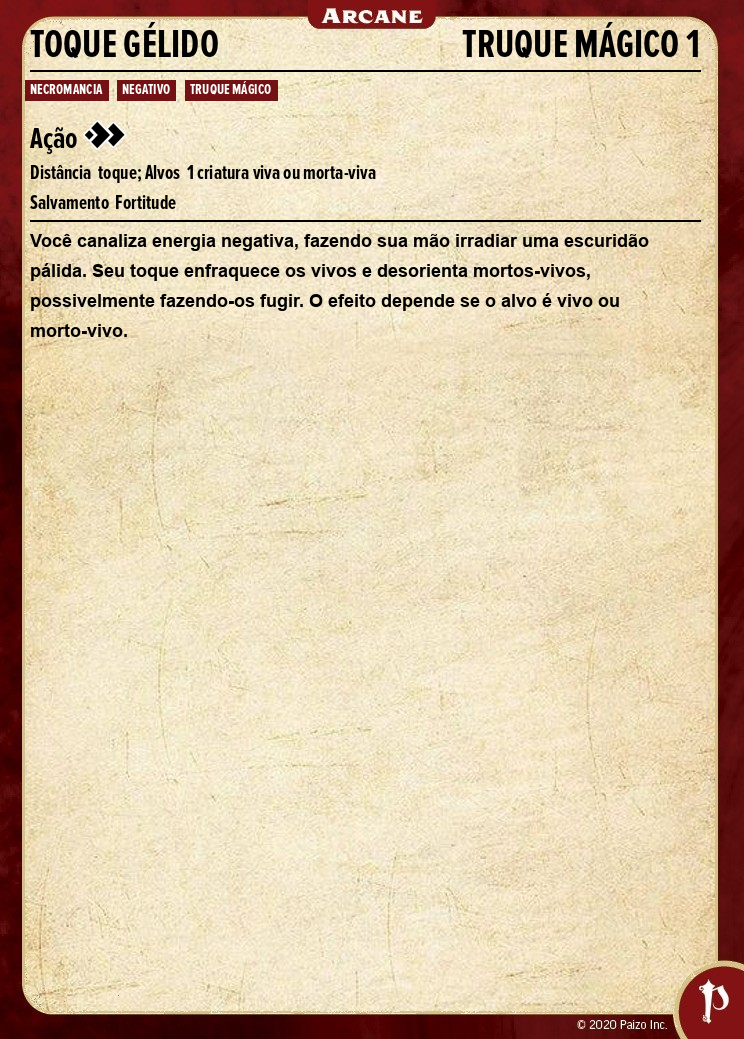 ARCANE
TOQUE GÉLIDO TRUQUE MÁGICO 1
NECROMANCIA NEGATIVO TRUQUE MÁGICO
Ação
Distância toque; Alvos 1 criatura viva ou morta-viva
Salvamento Fortitude
Você canaliza energia negativa, fazendo sua mão irradiar uma escuridão
pálida. Seu toque enfraquece os vivos e desorienta mortos-vivos,
possivelmente fazendo-os fugir. O efeito depende se o alvo é vivo ou
morto-vivo.
© 2020 Paizo Inc.
P